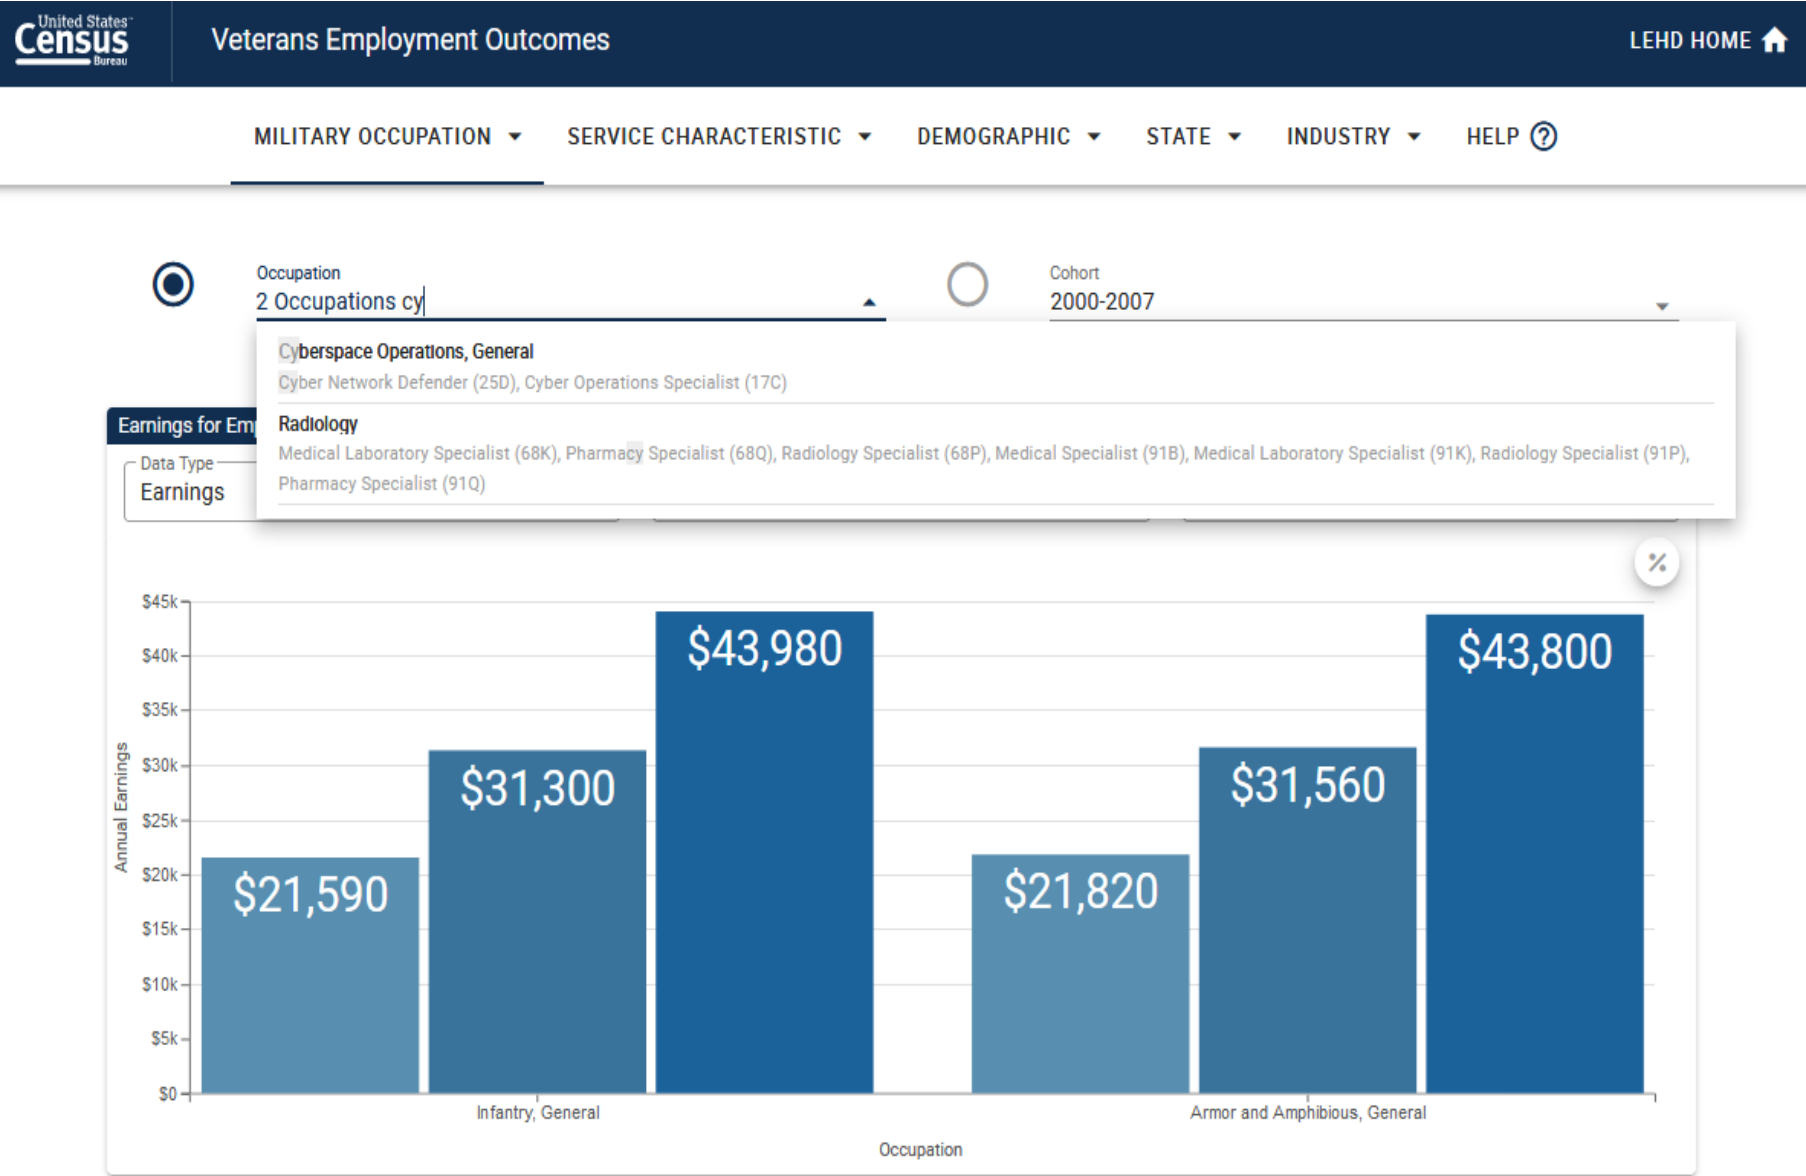 United States™
Census
Bureau
Veterans Employment Outcomes
LEHD HOME
MILITARY OCCUPATION
SERVICE CHARACTERISTIC
DEMOGRAPHIC
STATE
INDUSTRY
HELP ?
Occupation
2 Occupations cy
Cohort
2000-2007
Cyberspace Operations, General
Cyber Network Defender (25D), Cyber Operations Specialist (17C)
Radiology
Medical Laboratory Specialist (68K), Pharmacy Specialist (68Q), Radiology Specialist (68P), Medical Specialist (91B), Medical Laboratory Specialist (91K), Radiology Specialist (91P),
Pharmacy Specialist (91Q)
Earnings for Em
Data Type
Earnings
%
$45k
$40k
$35k
$30k
$25k
$20k
$15k
$10k
$5k
$0
Annual Earnings
$21,590
$31,300
$43,980
$21,820
$31,560
$43,800
Infantry, General
Armor and Amphibious, General
Occupation